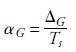 α_G = Δ_G / T_s